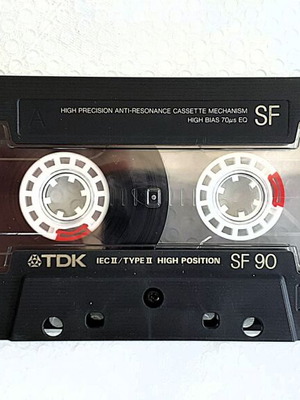 A
HIGH PRECISION ANTI-RESONANCE CASSETTE MECHANISM
HIGH BIAS 70µs EQ
SF
TDK IEC II/TYPE II HIGH POSITION SF 90